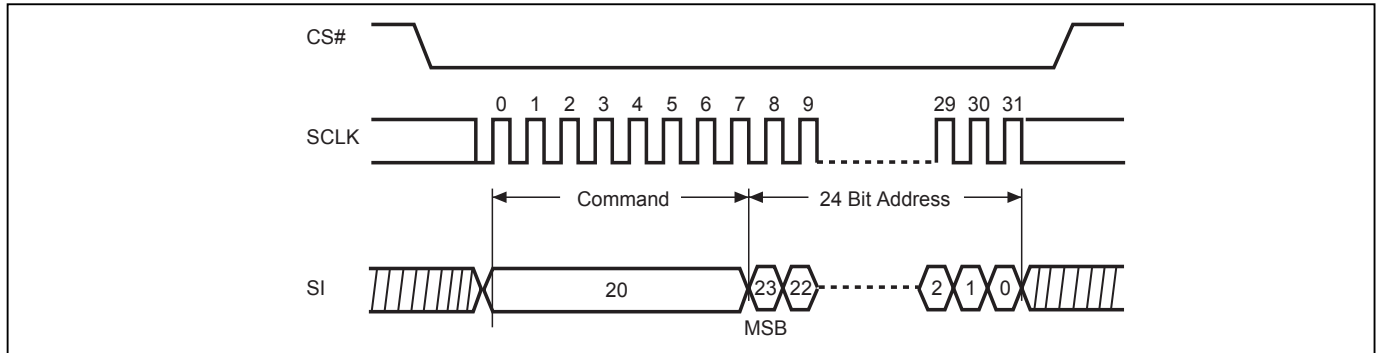 CS#
0 1 2 3 4 5 6 7 8 9 29 30 31
SCLK
Command 24 Bit Address
SI 20 23 22 2 1 0
MSB